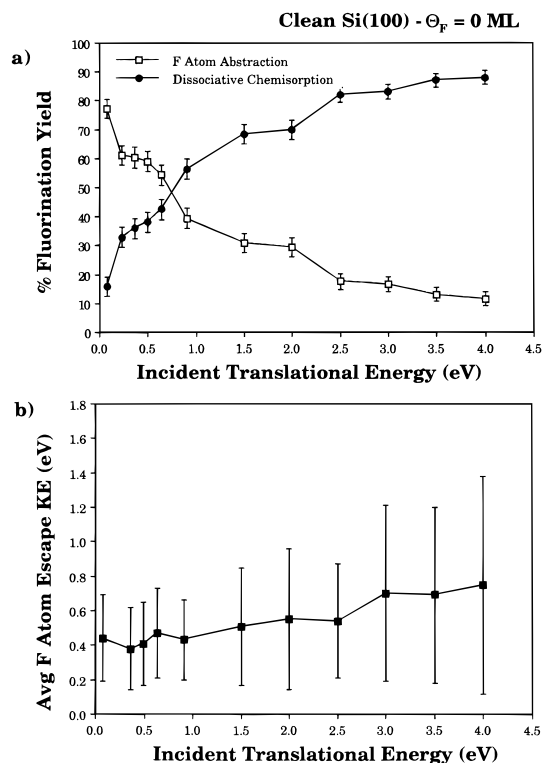 Clean Si(100) - Θ_F = 0 ML
a)
F Atom Abstraction
Dissociative Chemisorption
% Fluorination Yield
100
90
80
70
60
50
40
30
20
10
0
0.0 0.5 1.0 1.5 2.0 2.5 3.0 3.5 4.0 4.5
Incident Translational Energy (eV)
b)
Avg F Atom Escape KE (eV)
1.8
1.6
1.4
1.2
1.0
0.8
0.6
0.4
0.2
0.0
0.0 0.5 1.0 1.5 2.0 2.5 3.0 3.5 4.0 4.5
Incident Translational Energy (eV)